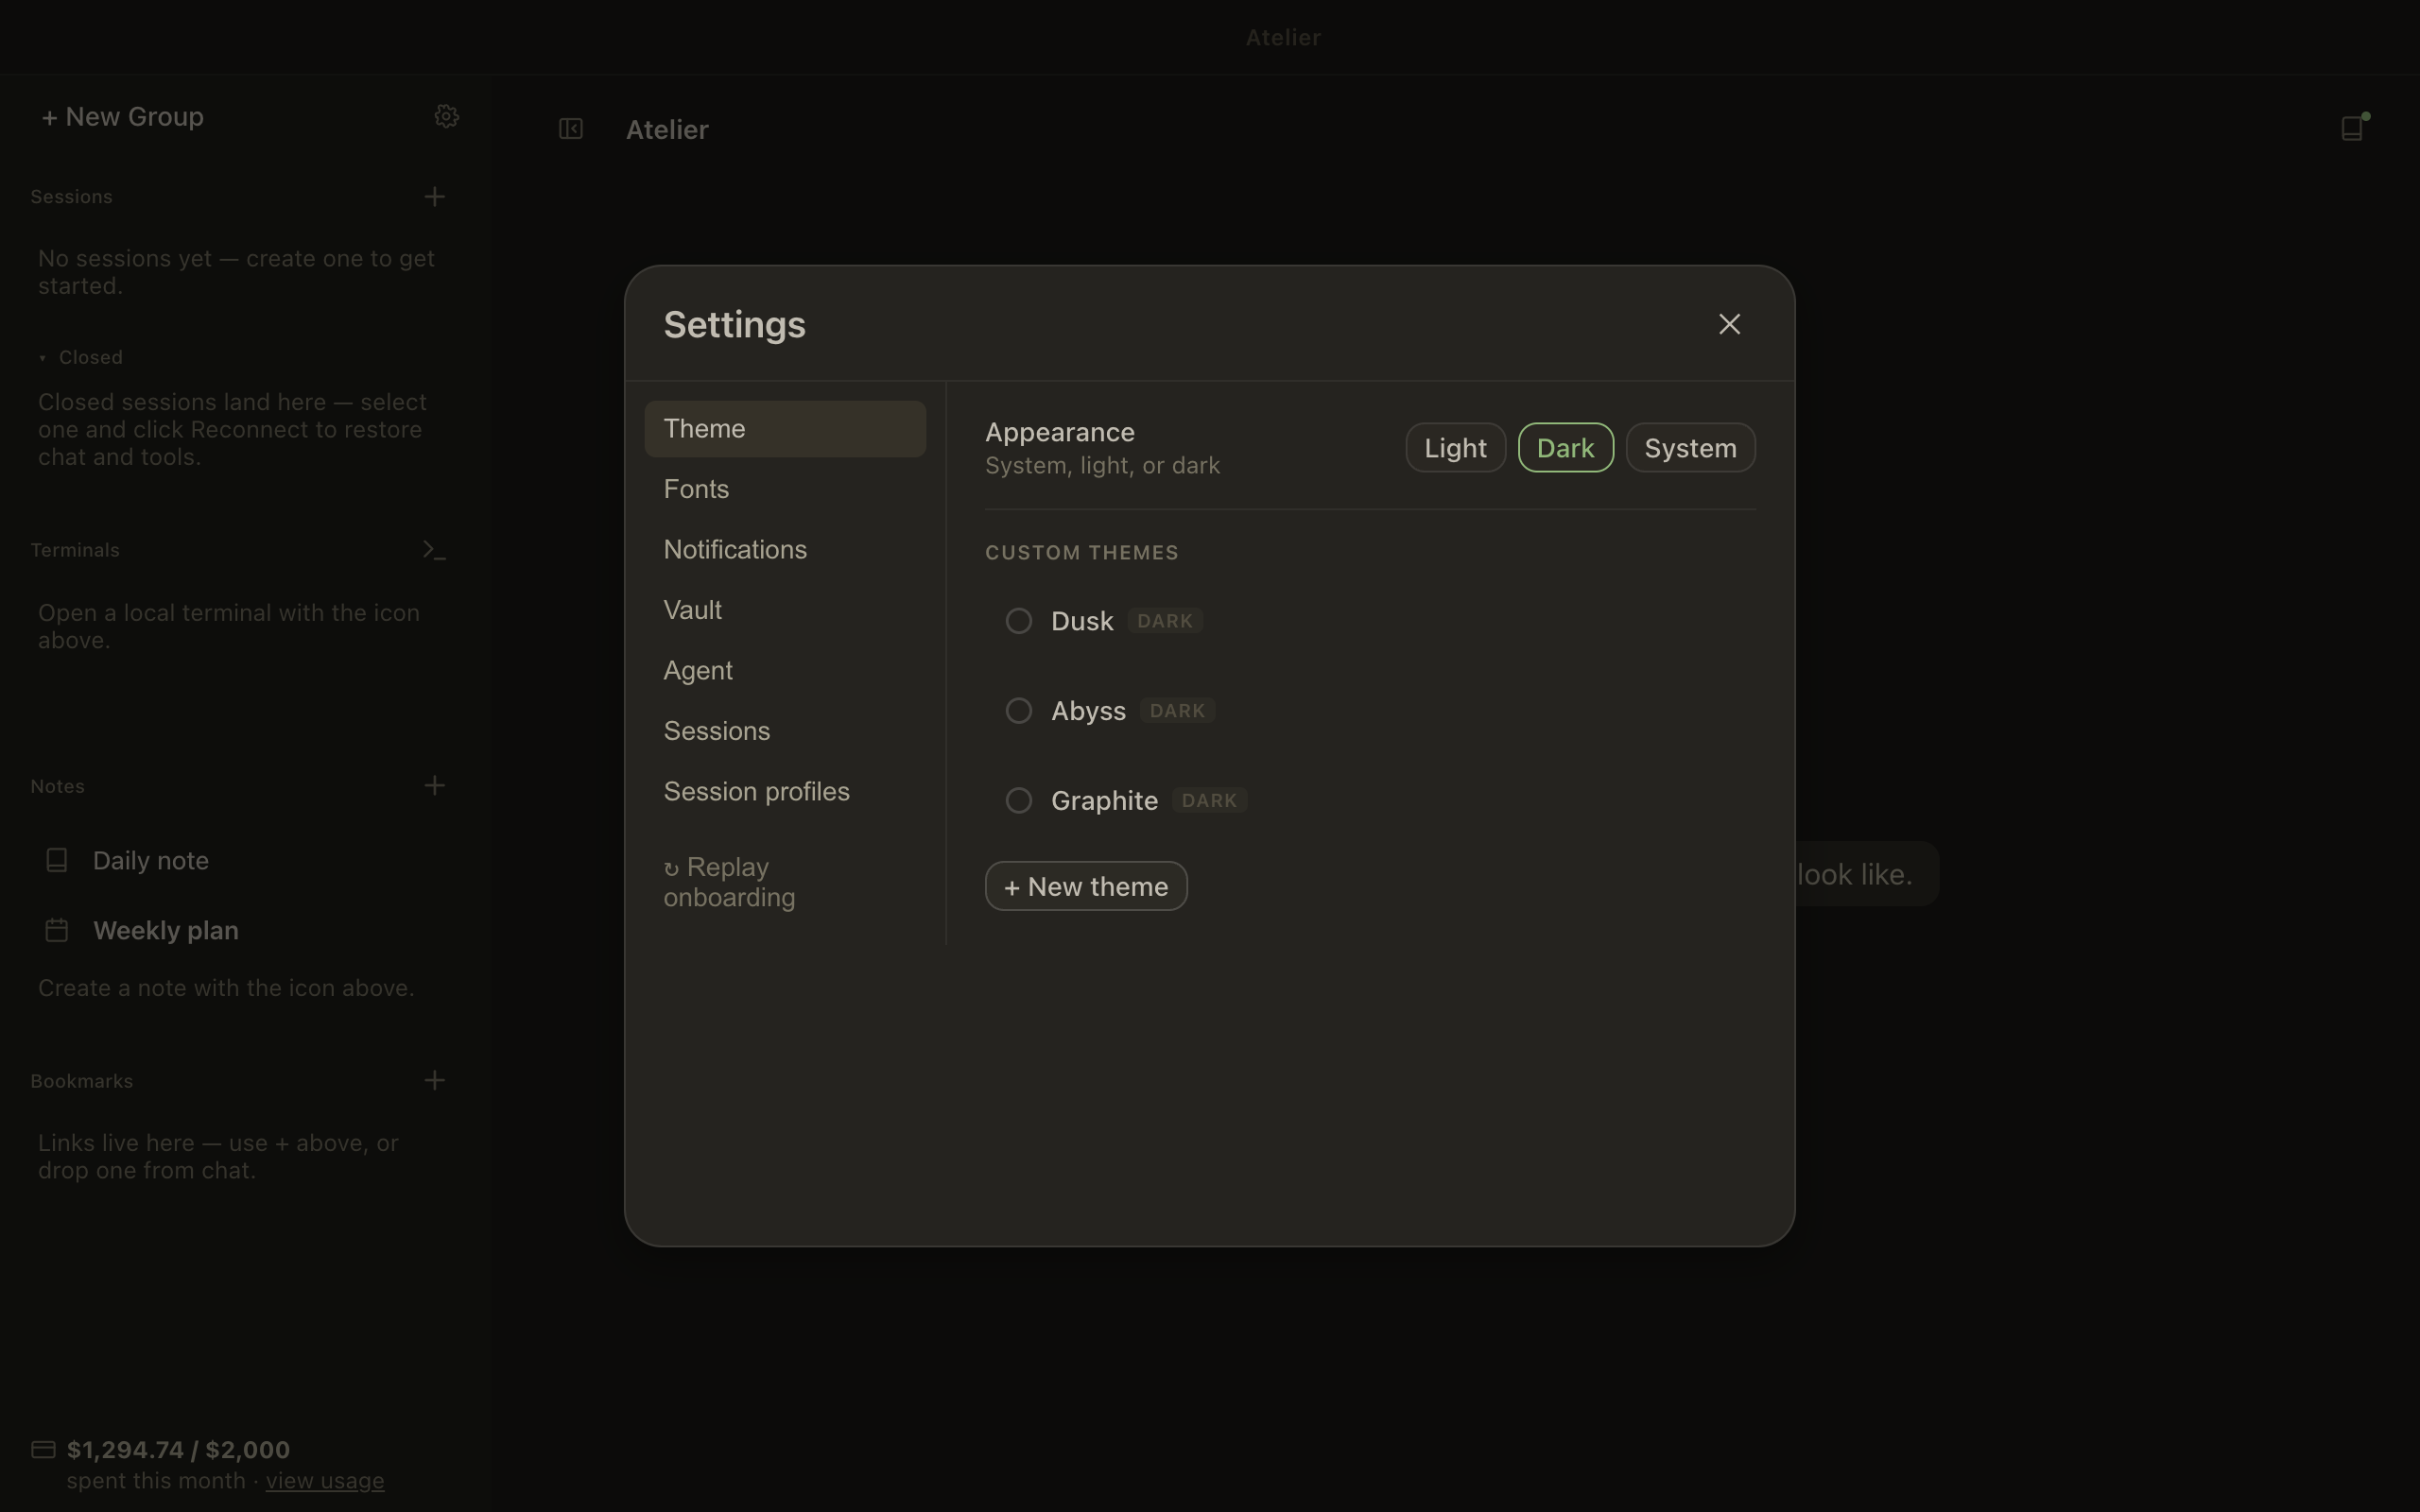 Atelier
+ New Group
Sessions
No sessions yet — create one to get
started.
Closed
Closed sessions land here — select
one and click Reconnect to restore
chat and tools.
Terminals
Open a local terminal with the icon
above.
Notes
Daily note
Weekly plan
Create a note with the icon above.
Bookmarks
Links live here — use + above, or
drop one from chat.
$1,294.74 / $2,000
spent this month · view usage
Atelier
look like.
Settings
Theme
Fonts
Notifications
Vault
Agent
Sessions
Session profiles
↻ Replay
onboarding
Appearance
System, light, or dark
Light
Dark
System
CUSTOM THEMES
Dusk DARK
Abyss DARK
Graphite DARK
+ New theme